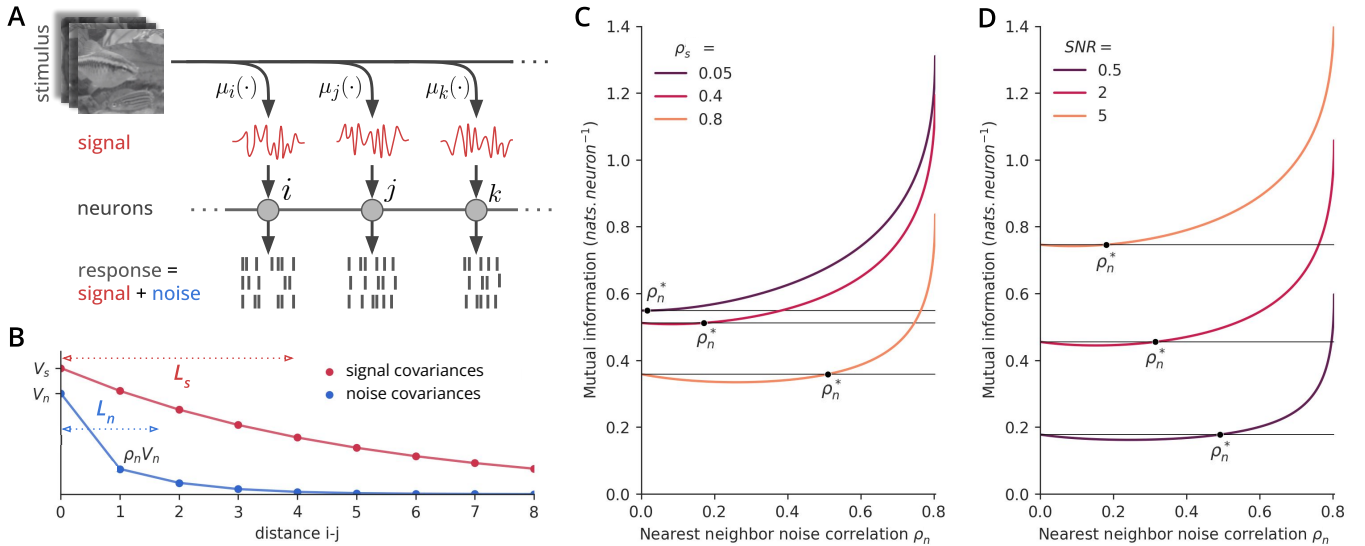 A
stimulus
μi(·)
μj(·)
μk(·)
signal
i
j
k
neurons
response =
signal + noise
B
Vs
Vn
Ls
Ln
ρnVn
signal covariances
noise covariances
0 1 2 3 4 5 6 7 8
distance i-j
C
Mutual information (nats.neuron⁻¹)
1.4
1.2
1.0
0.8
0.6
0.4
0.2
0.0
ρs =
0.05
0.4
0.8
ρn*
ρn*
ρn*
0.0 0.2 0.4 0.6 0.8
Nearest neighbor noise correlation ρn
D
Mutual information (nats.neuron⁻¹)
1.4
1.2
1.0
0.8
0.6
0.4
0.2
0.0
SNR =
0.5
2
5
ρn*
ρn*
ρn*
0.0 0.2 0.4 0.6 0.8
Nearest neighbor noise correlation ρn